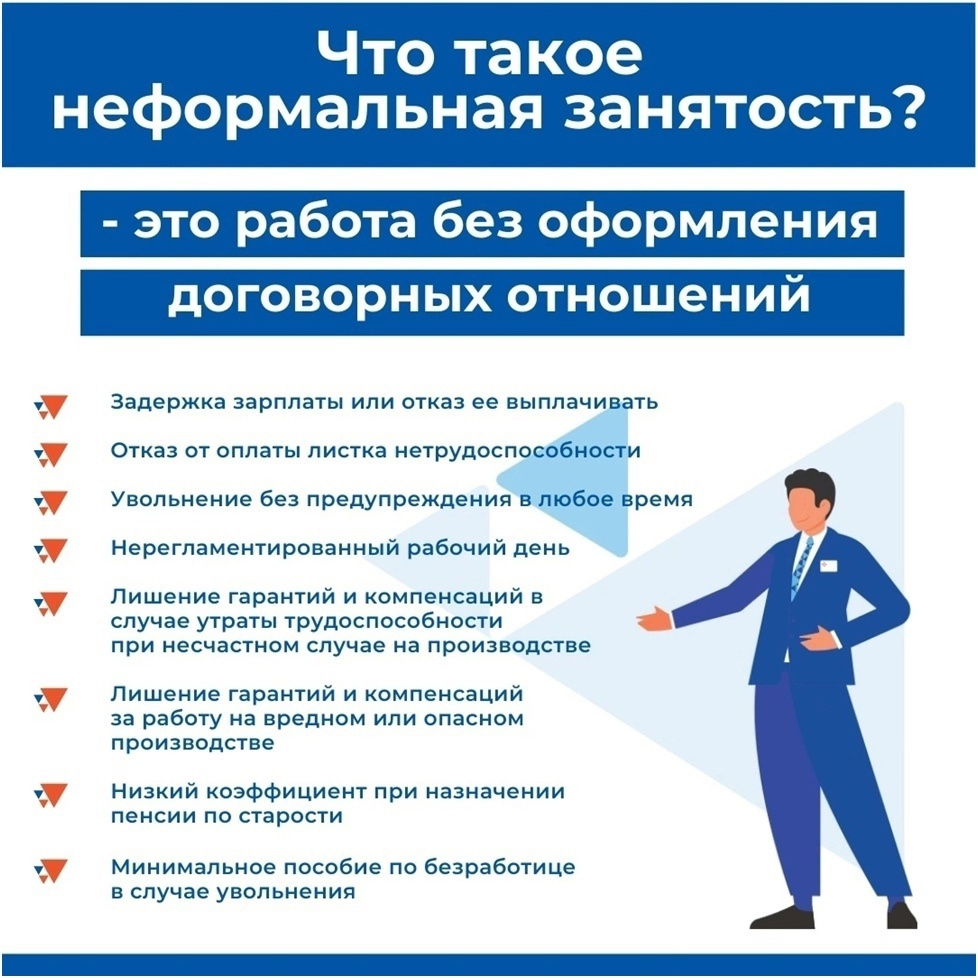 Что такое
неформальная занятость?
- это работа без оформления
договорных отношений
Задержка зарплаты или отказ ее выплачивать
Отказ от оплаты листка нетрудоспособности
Увольнение без предупреждения в любое время
Нерегламентированный рабочий день
Лишение гарантий и компенсаций в
случае утраты трудоспособности
при несчастном случае на производстве
Лишение гарантий и компенсаций
за работу на вредном или опасном
производстве
Низкий коэффициент при назначении
пенсии по старости
Минимальное пособие по безработице
в случае увольнения